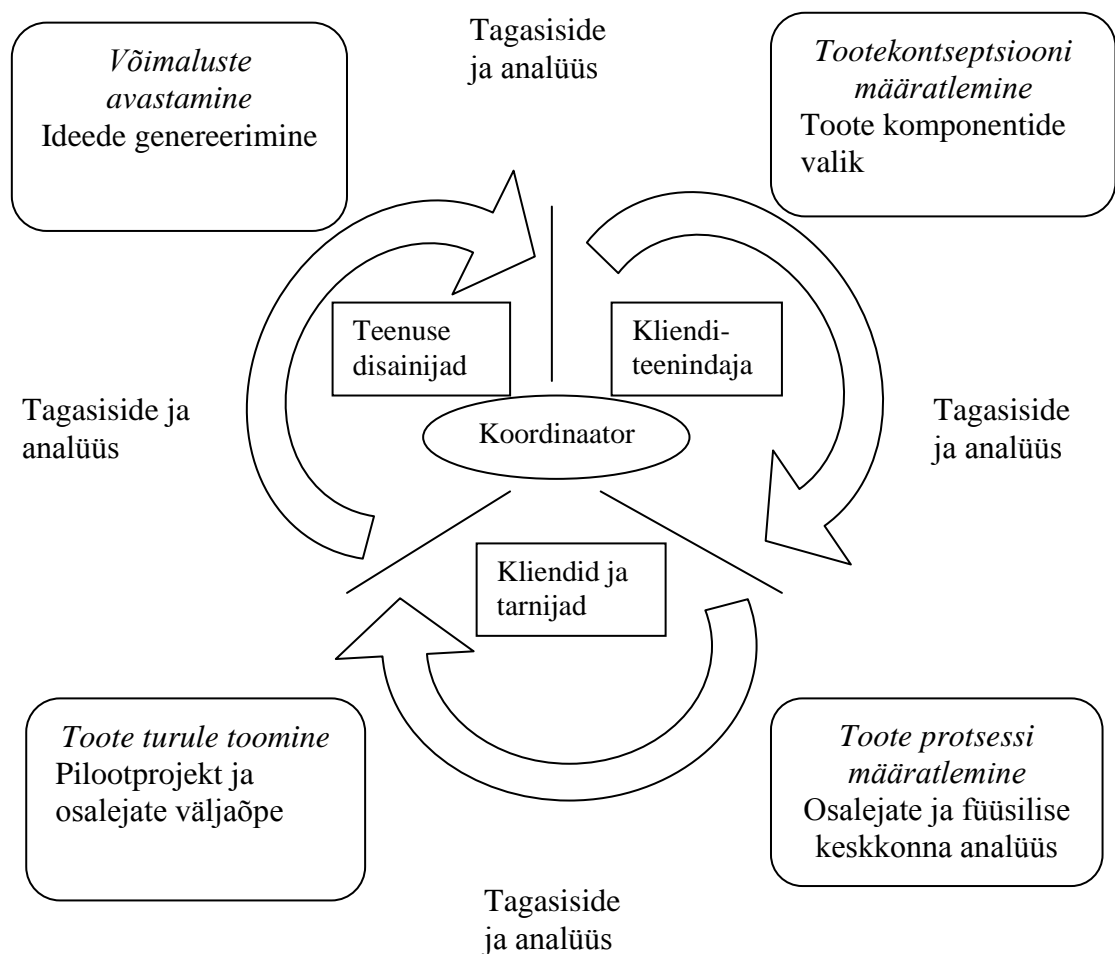 Tagasiside
ja analüüs
Võimaluste
avastamine
Ideede genereerimine
Tootekontseptsiooni
määratlemine
Toote komponentide
valik
Teenuse
disainijad
Kliendi-
teenindaja
Tagasiside ja
analüüs
Koordinaator
Tagasiside
ja analüüs
Kliendid ja
tarnijad
Toote turule toomine
Pilootprojekt ja
osalejate väljaõpe
Toote protsessi
määratlemine
Osalejate ja füüsilise
keskkonna analüüs
Tagasiside
ja analüüs